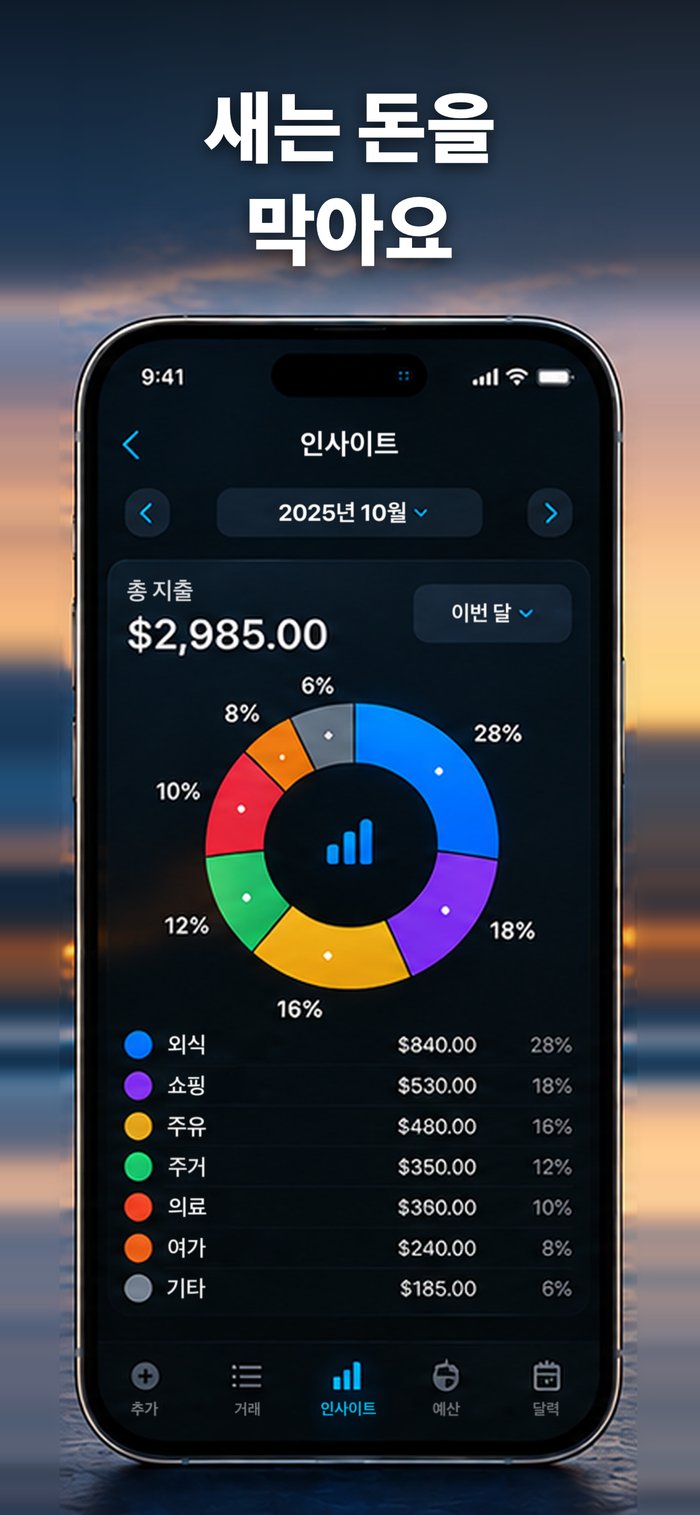 새는 돈을
막아요
9:41
인사이트
2025년 10월
총 지출
$2,985.00
이번 달
6%
8%
28%
10%
12%
18%
16%
외식 $840.00 28%
쇼핑 $530.00 18%
주유 $480.00 16%
주거 $350.00 12%
의료 $360.00 10%
여가 $240.00 8%
기타 $185.00 6%
추가 거래 인사이트 예산 달력